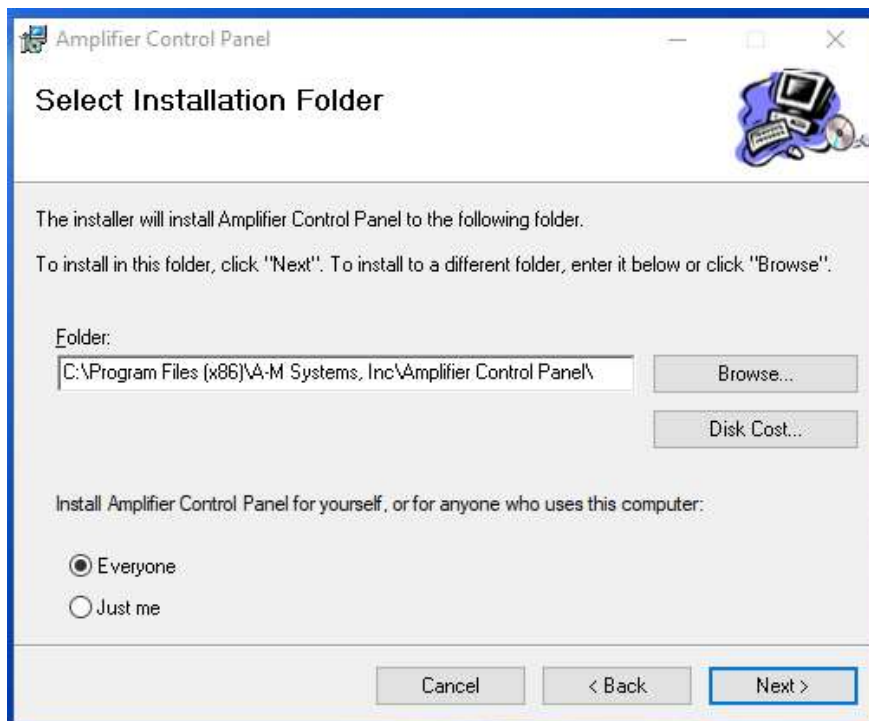 Amplifier Control Panel
Select Installation Folder
The installer will install Amplifier Control Panel to the following folder.
To install in this folder, click "Next". To install to a different folder, enter it below or click "Browse".
Folder:
C:\Program Files (x86)\A-M Systems, Inc\Amplifier Control Panel\
Browse...
Disk Cost...
Install Amplifier Control Panel for yourself, or for anyone who uses this computer:
Everyone
Just me
Cancel
< Back
Next >